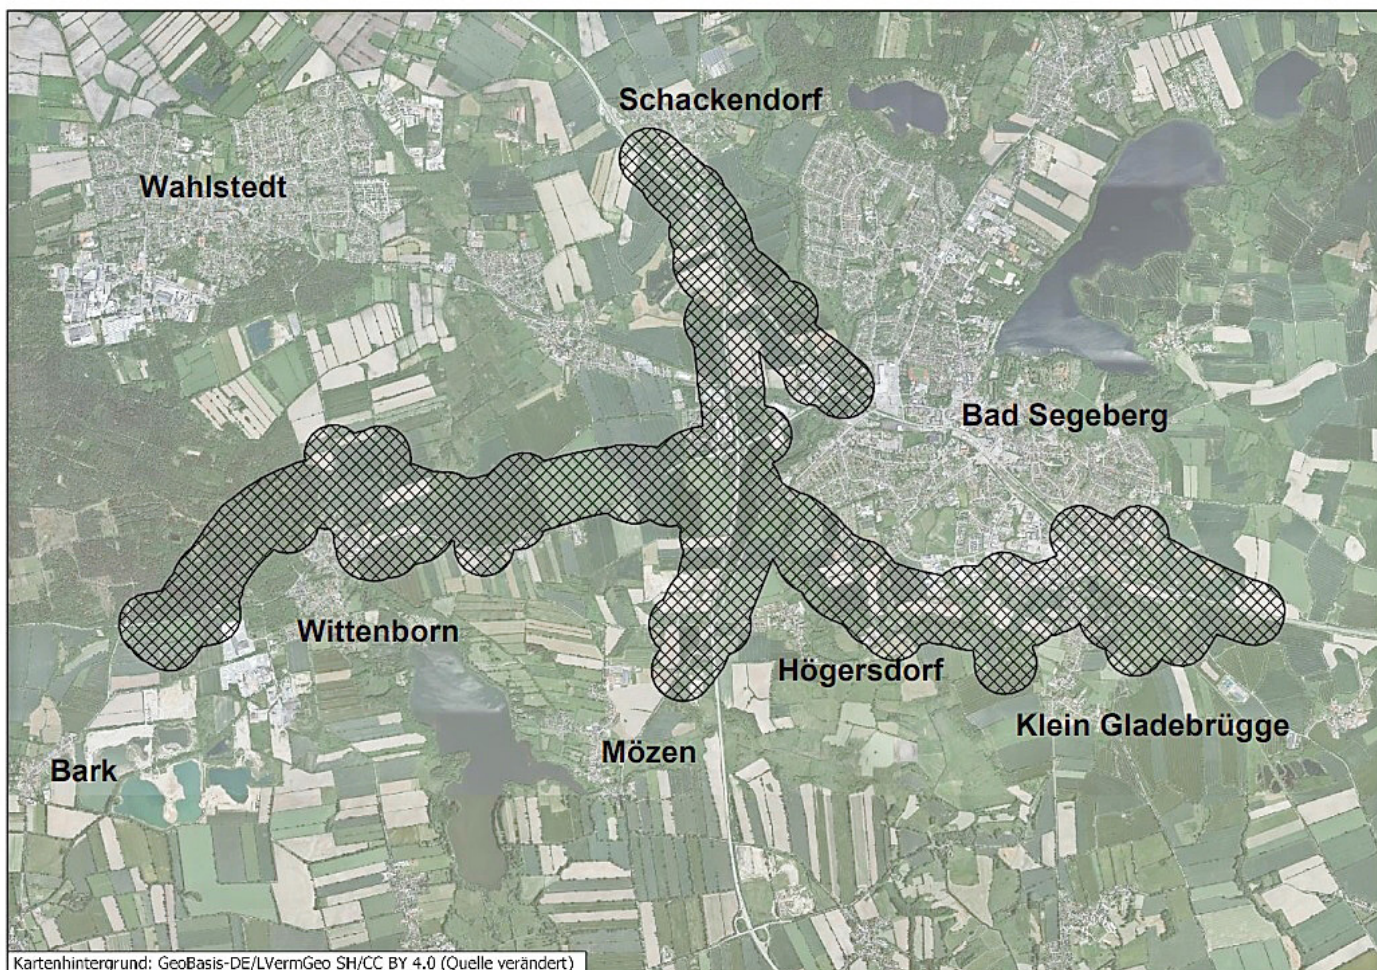 Schackendorf
Wahlstedt
Bad Segeberg
Wittenborn
Högersdorf
Klein Gladebrügge
Mözen
Bark
Kartenhintergrund: GeoBasis-DE/LVermGeo SH/CC BY 4.0 (Quelle verändert)